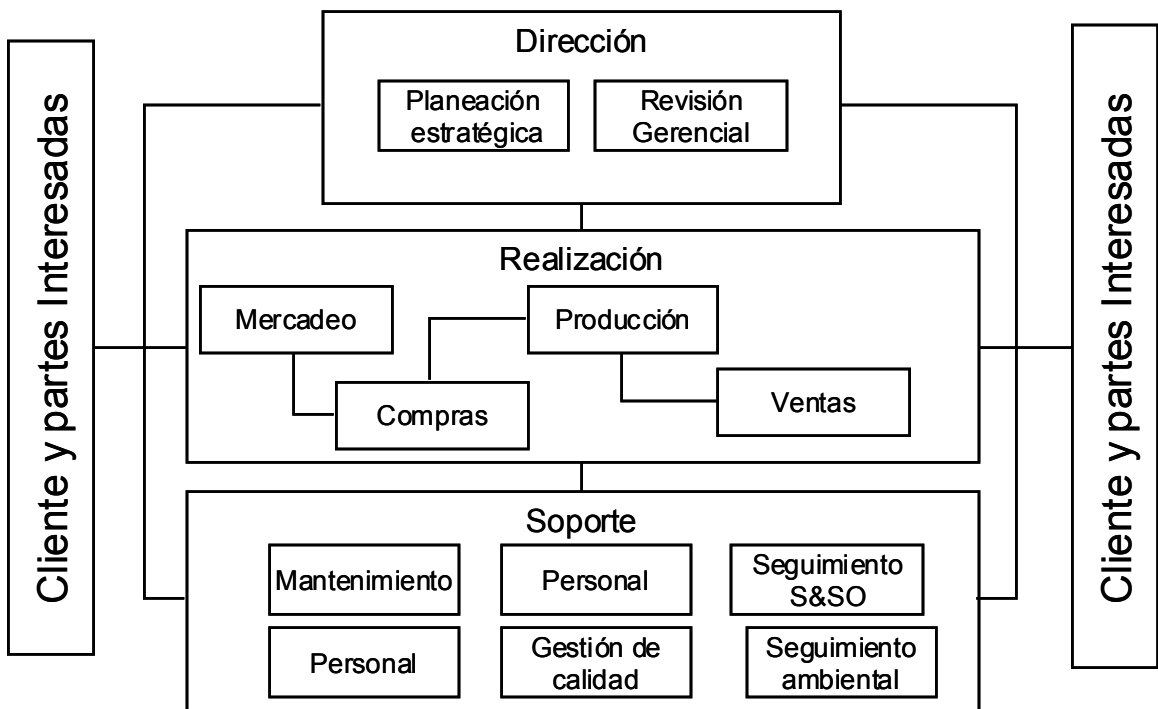 Cliente y partes Interesadas
Dirección
Planeación
estratégica
Revisión
Gerencial
Realización
Mercadeo
Producción
Compras
Ventas
Soporte
Mantenimiento
Personal
Seguimiento
S&SO
Personal
Gestión de
calidad
Seguimiento
ambiental
Cliente y partes Interesadas